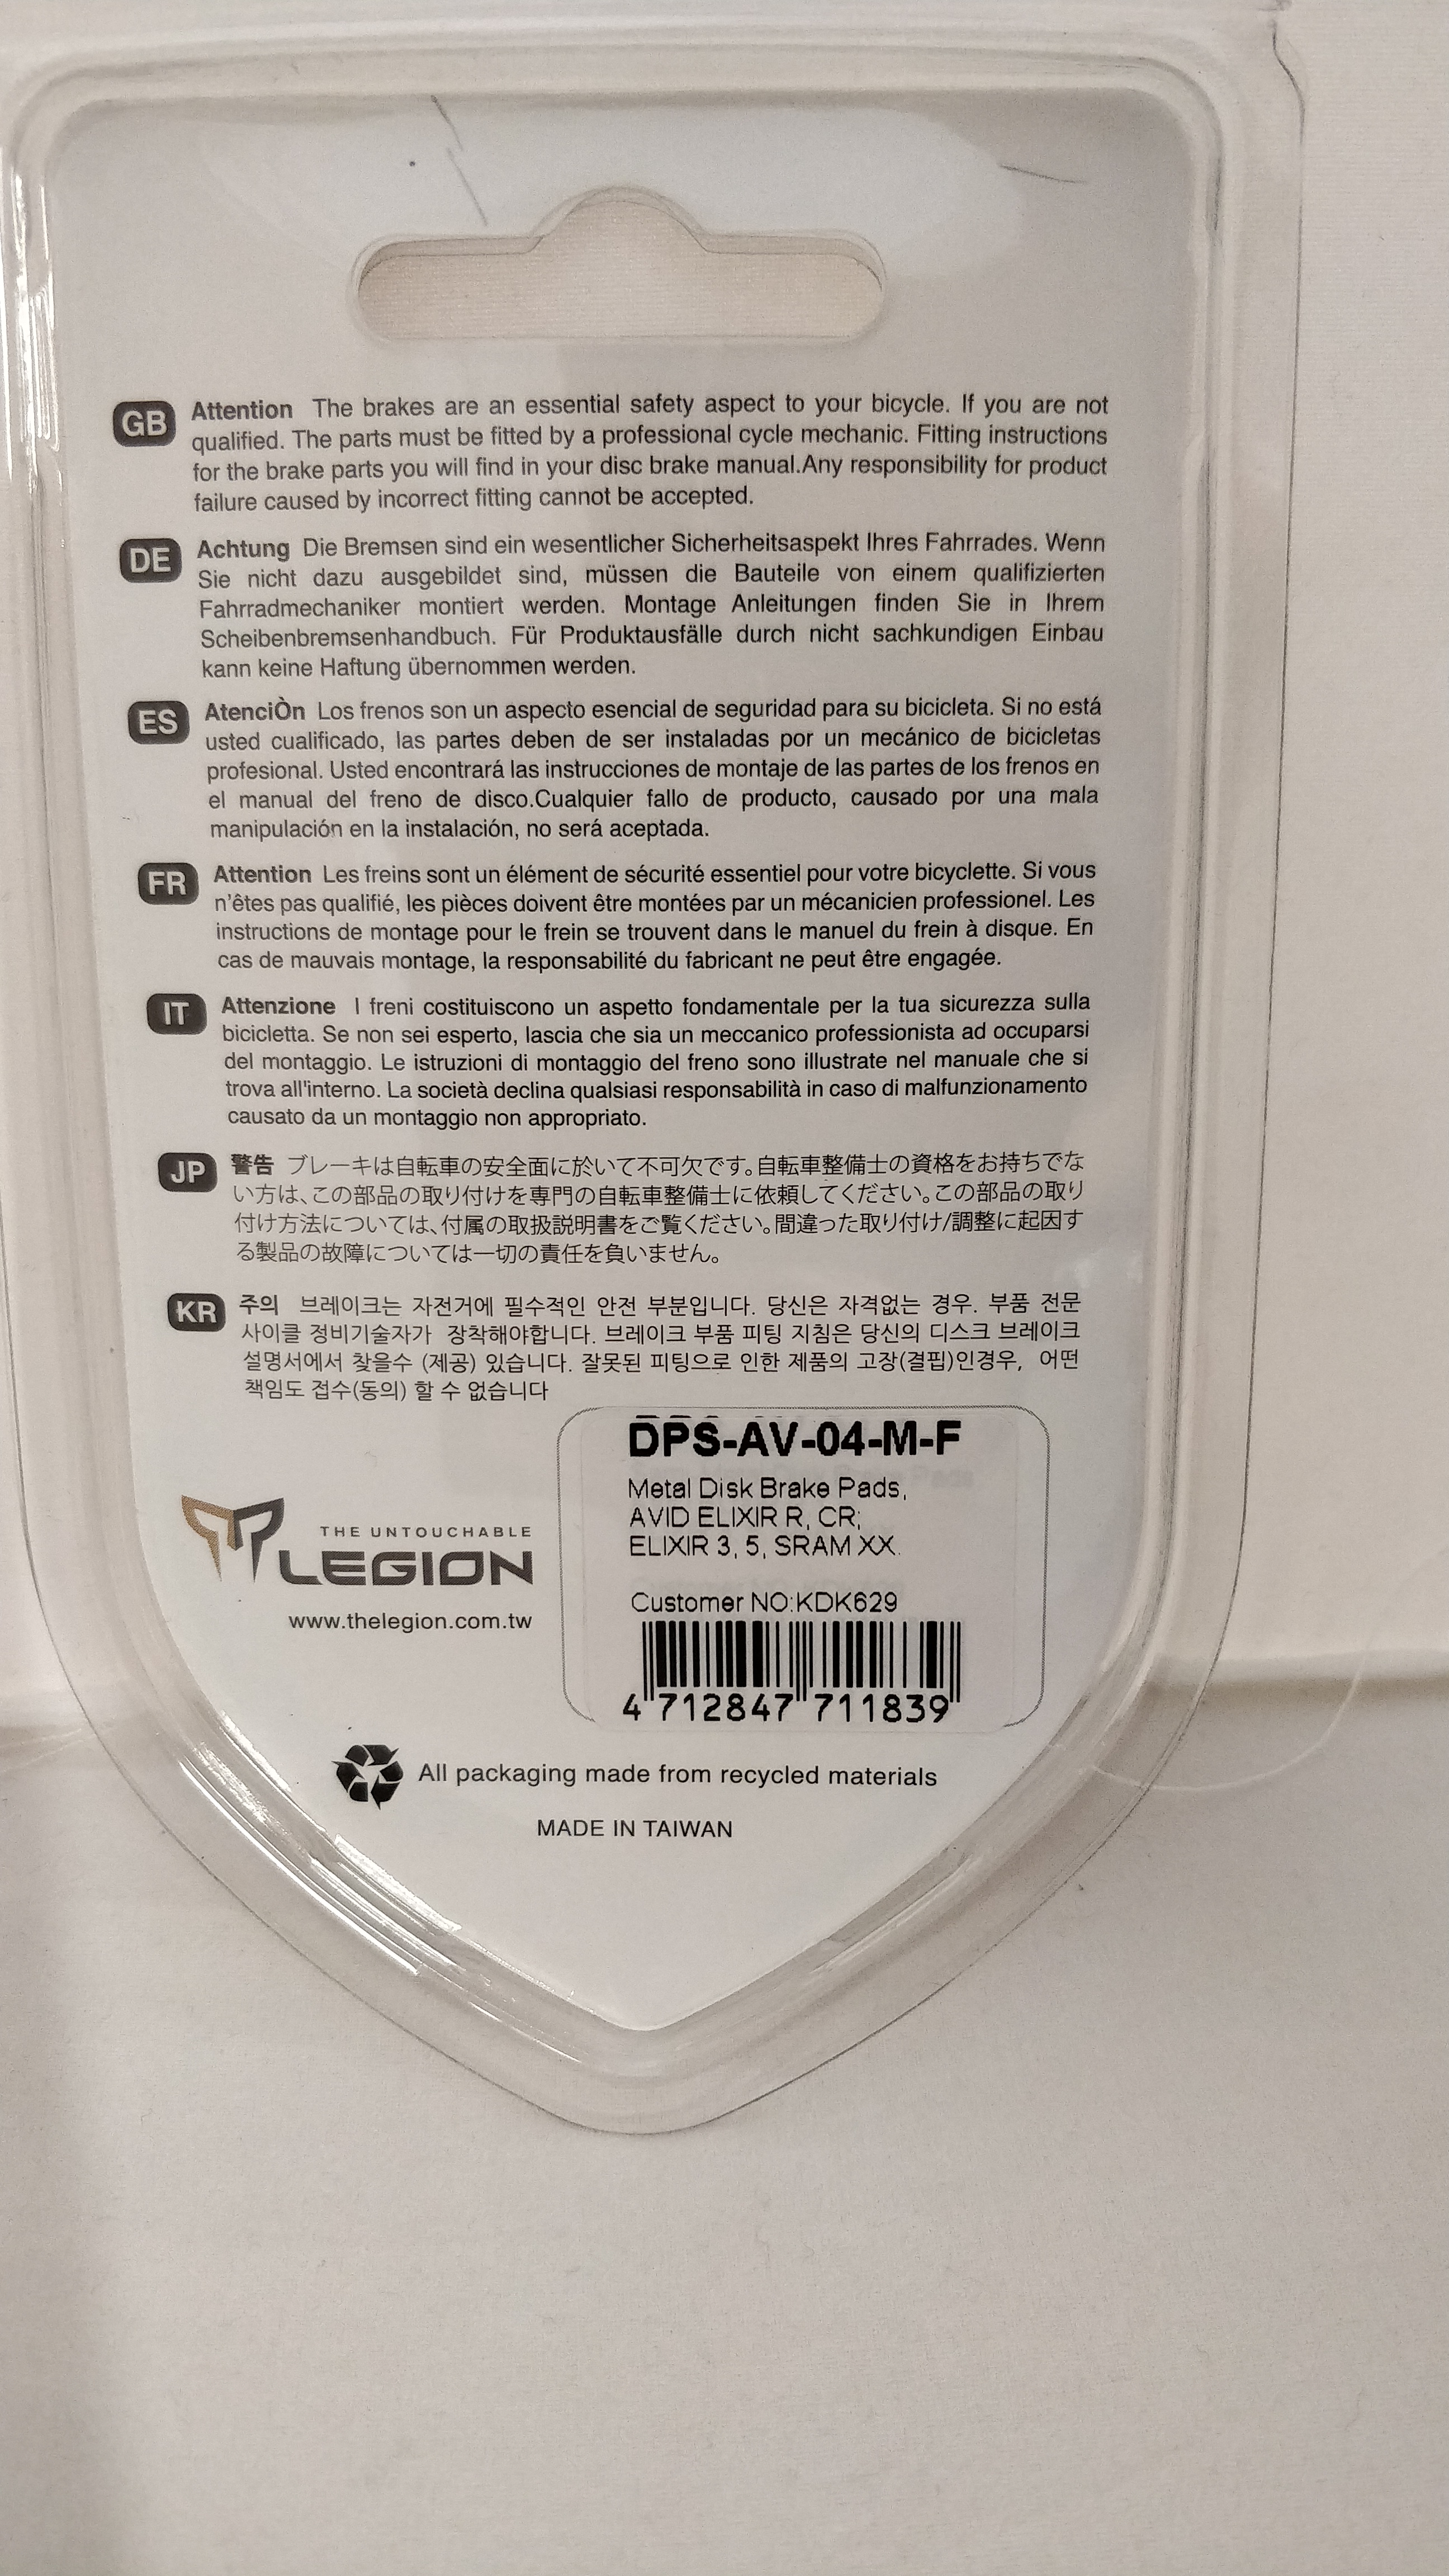 GB Attention The brakes are an essential safety aspect to your bicycle. If you are not
qualified. The parts must be fitted by a professional cycle mechanic. Fitting instructions
for the brake parts you will find in your disc brake manual.Any responsibility for product
failure caused by incorrect fitting cannot be accepted.
DE Achtung Die Bremsen sind ein wesentlicher Sicherheitsaspekt Ihres Fahrrades. Wenn
Sie nicht dazu ausgebildet sind, müssen die Bauteile von einem qualifizierten
Fahrradmechaniker montiert werden. Montage Anleitungen finden Sie in Ihrem
Scheibenbremsenhandbuch. Für Produktausfälle durch nicht sachkundigen Einbau
kann keine Haftung übernommen werden.
ES AtenciÒn Los frenos son un aspecto esencial de seguridad para su bicicleta. Si no está
usted cualificado, las partes deben de ser instaladas por un mecánico de bicicletas
profesional. Usted encontrará las instrucciones de montaje de las partes de los frenos en
el manual del freno de disco.Cualquier fallo de producto, causado por una mala
manipulación en la instalación, no será aceptada.
FR Attention Les freins sont un élément de sécurité essentiel pour votre bicyclette. Si vous
n'êtes pas qualifié, les pièces doivent être montées par un mécanicien professionel. Les
instructions de montage pour le frein se trouvent dans le manuel du frein à disque. En
cas de mauvais montage, la responsabilité du fabricant ne peut être engagée.
IT Attenzione I freni costituiscono un aspetto fondamentale per la tua sicurezza sulla
bicicletta. Se non sei esperto, lascia che sia un meccanico professionista ad occuparsi
del montaggio. Le istruzioni di montaggio del freno sono illustrate nel manuale che si
trova all'interno. La società declina qualsiasi responsabilità in caso di malfunzionamento
causato da un montaggio non appropriato.
JP 警告 ブレーキは自転車の安全面に於いて不可欠です。自転車整備士の資格をお持ちでな
い方は、この部品の取り付けを専門の自転車整備士に依頼してください。この部品の取り
付け方法については、付属の取扱説明書をご覧ください。間違った取り付け/調整に起因す
る製品の故障については一切の責任を負いません。
KR 주의 브레이크는 자전거에 필수적인 안전 부분입니다. 당신은 자격없는 경우. 부품 전문
사이클 정비기술자가 장착해야합니다. 브레이크 부품 피팅 지침은 당신의 디스크 브레이크
설명서에서 찾을수 (제공) 있습니다. 잘못된 피팅으로 인한 제품의 고장(결핍)인경우, 어떤
책임도 접수(동의) 할 수 없습니다
DPS-AV-04-M-F
Metal Disk Brake Pads,
AVID ELIXIR R, CR;
ELIXIR 3, 5, SRAM XX.
Customer NO:KDK629
4 712847 711839
THE UNTOUCHABLE
LEGION
www.thelegion.com.tw
All packaging made from recycled materials
MADE IN TAIWAN